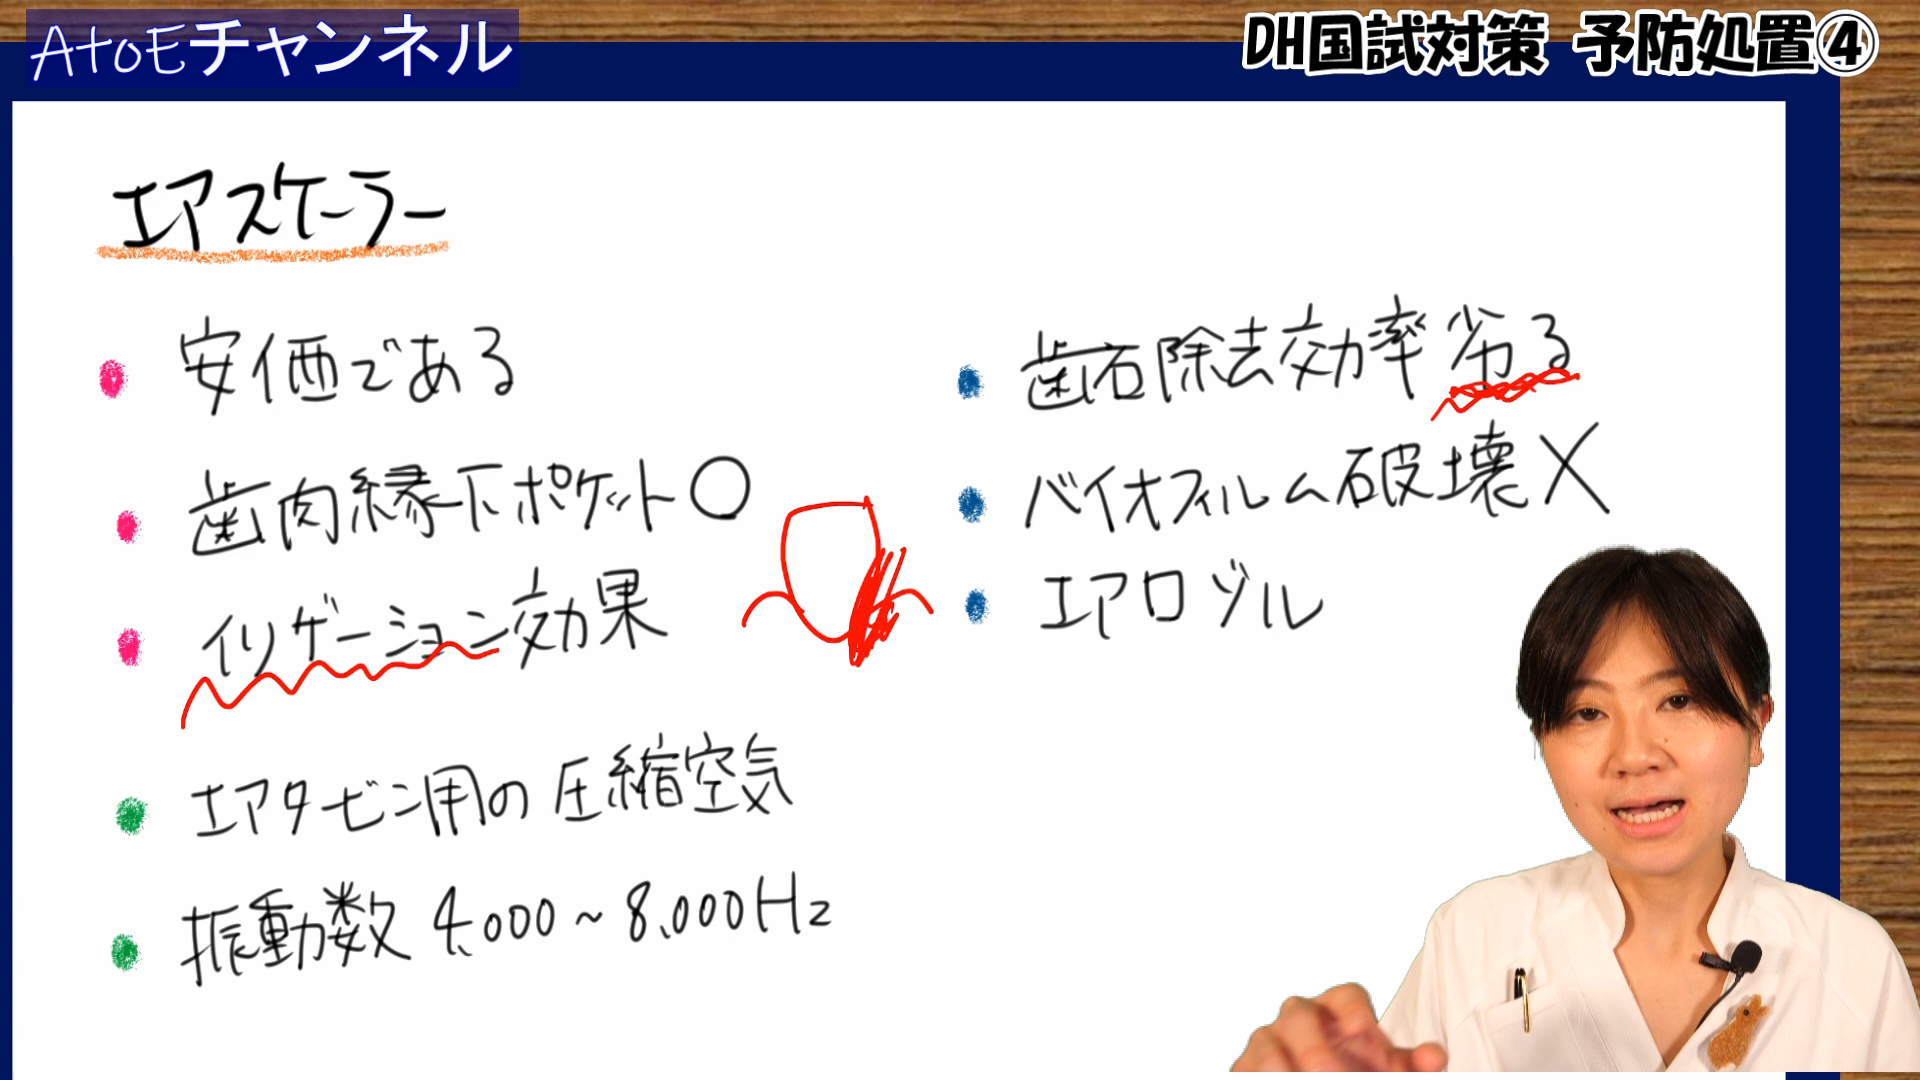 AtoEチャンネル
DH国試対策 予防処置④
エアスケーラー
安価である
歯肉縁下ポケット○
イリゲーション効果
エアタービン用の圧縮空気
振動数 4,000~8,000Hz
歯石除去効率劣る
バイオフィルム破壊×
エアロゾル